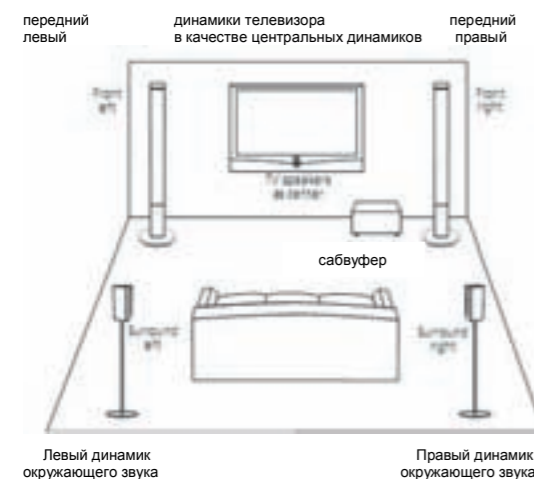 передний
левый
динамики телевизора
в качестве центральных динамиков
передний
правый
Front
left
Front
right
TV speakers
as center
сабвуфер
Surround
left
Surround
right
Левый динамик
окружающего звука
Правый динамик
окружающего звука